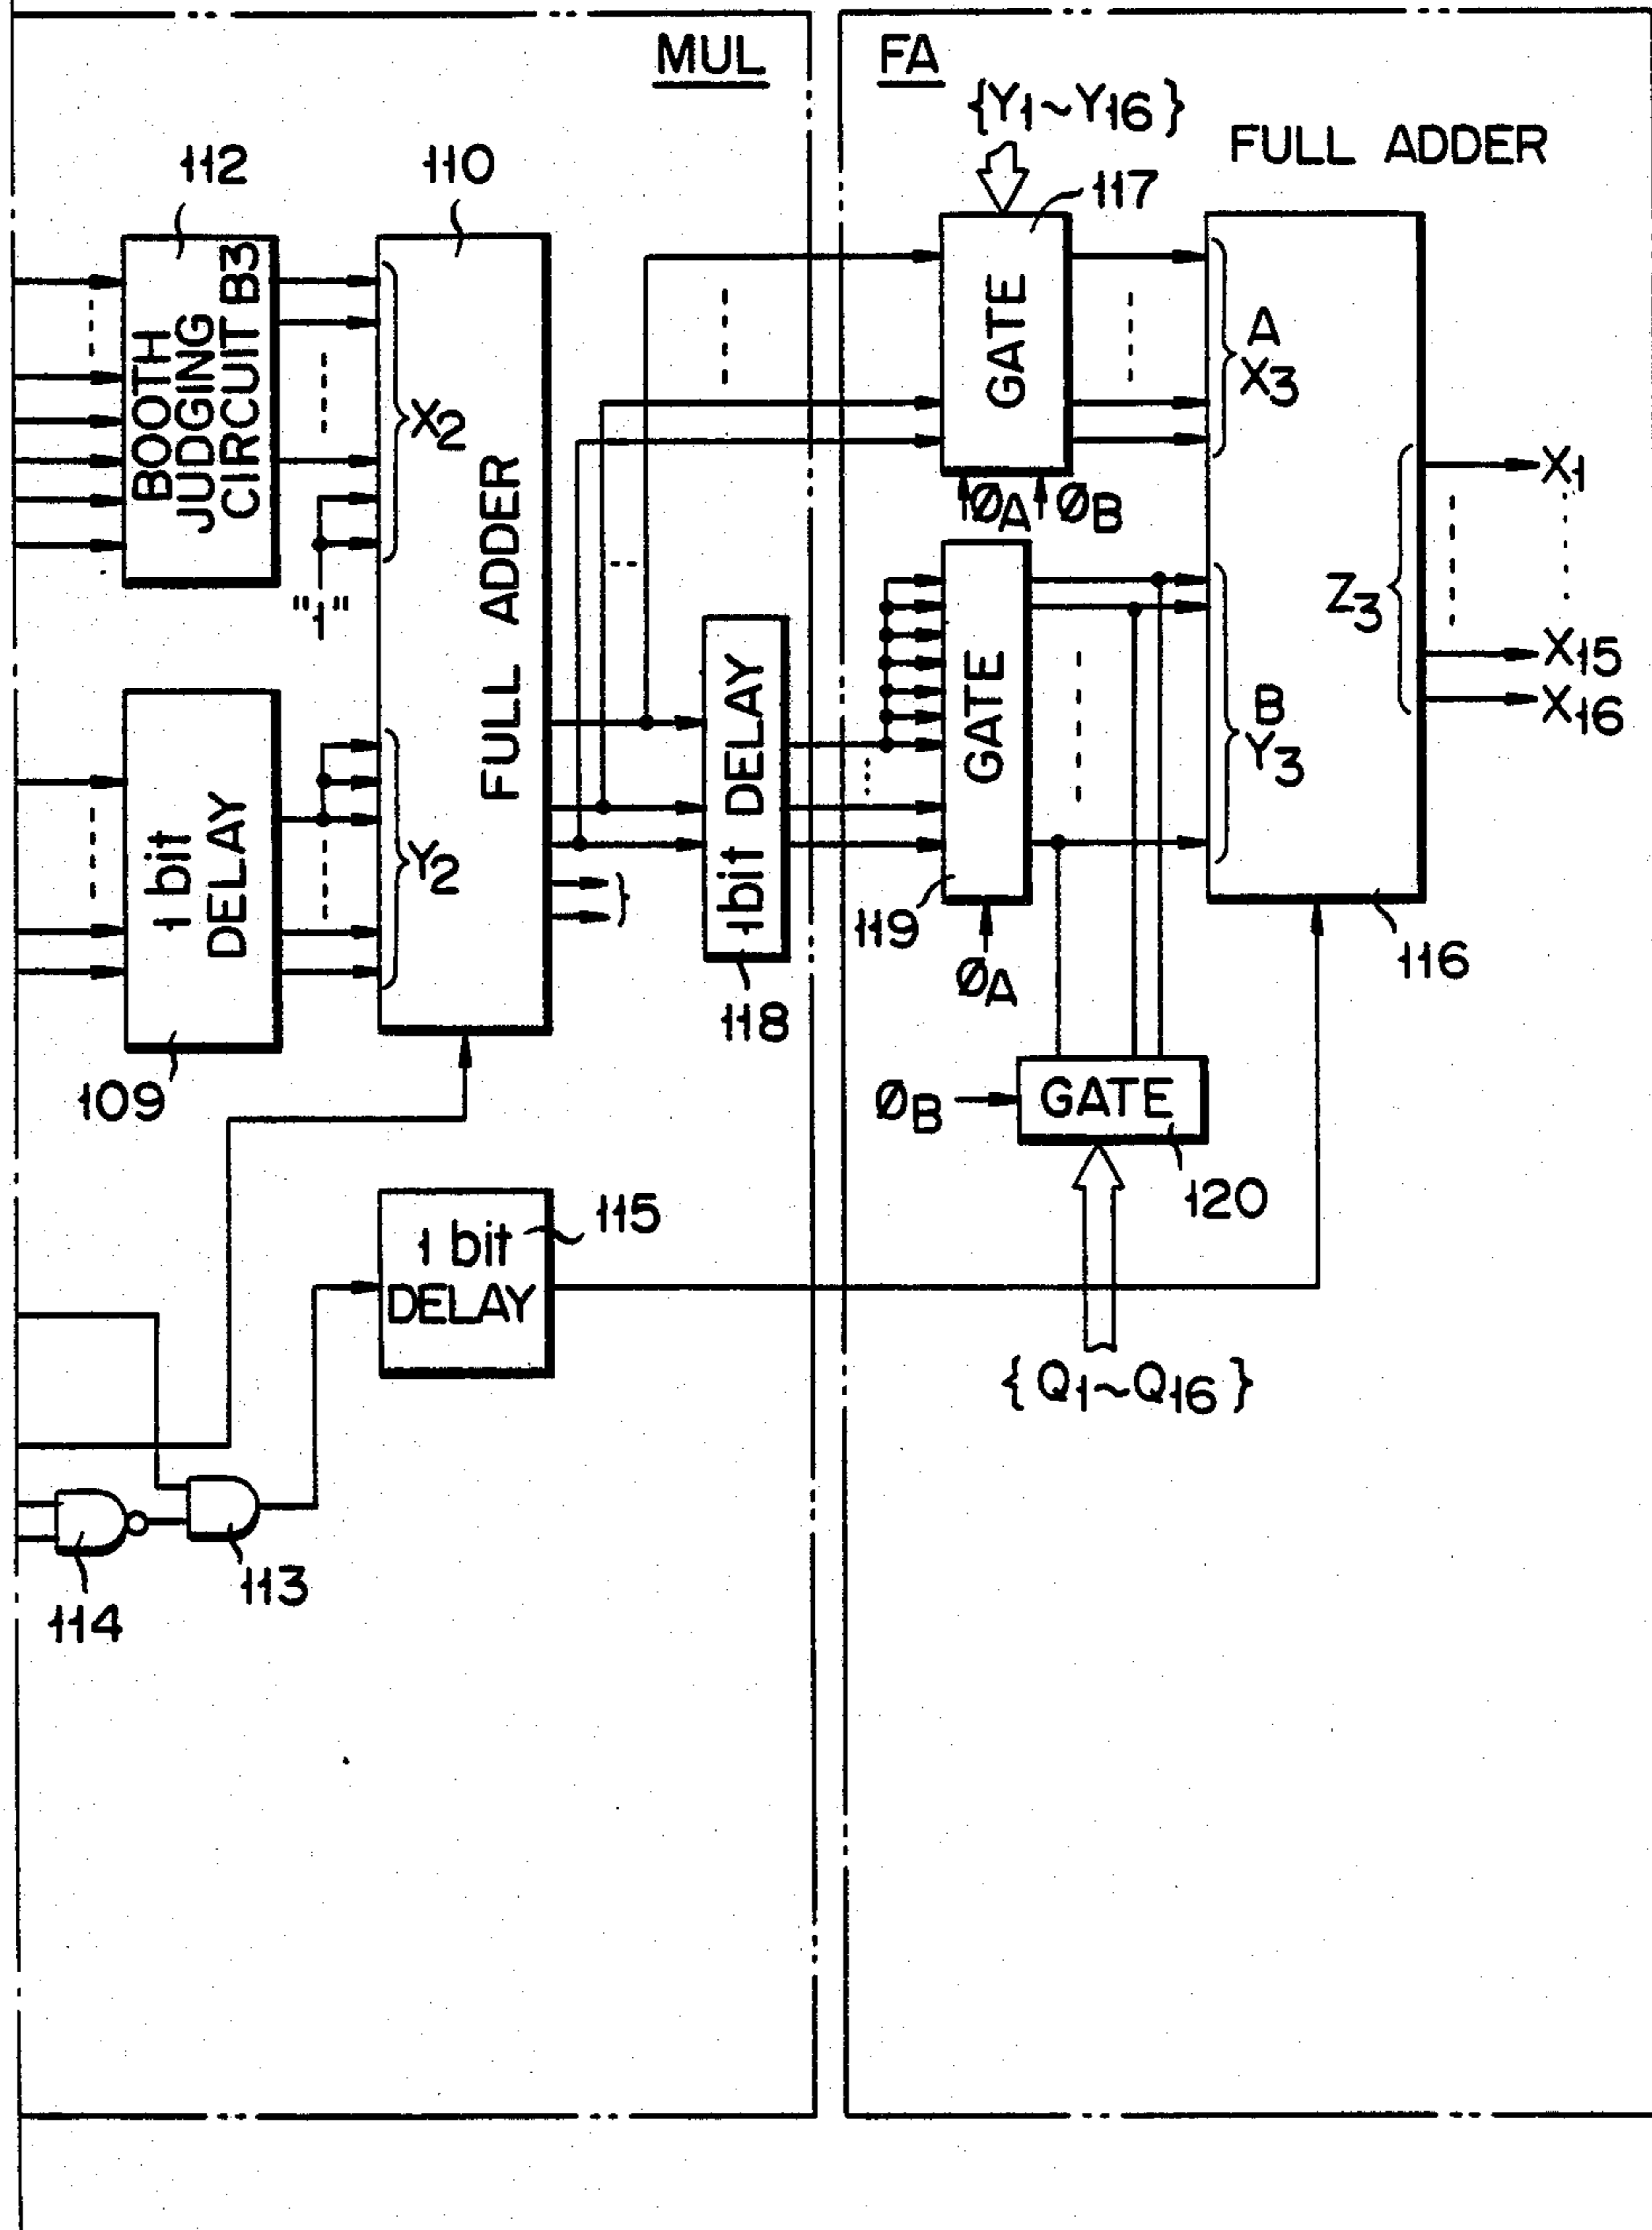 MUL
FA
{Y1~Y16}
FULL ADDER
112
110
117
BOOTH
JUDGING
CIRCUIT B3
X2
"1"
FULL ADDER
GATE
A
X3
ØA
ØB
Z3
X1
X15
X16
1 bit
DELAY
Y2
1bit DELAY
GATE
B
Y3
119
116
ØA
118
109
ØB
GATE
120
1 bit
DELAY
115
{Q1~Q16}
113
114